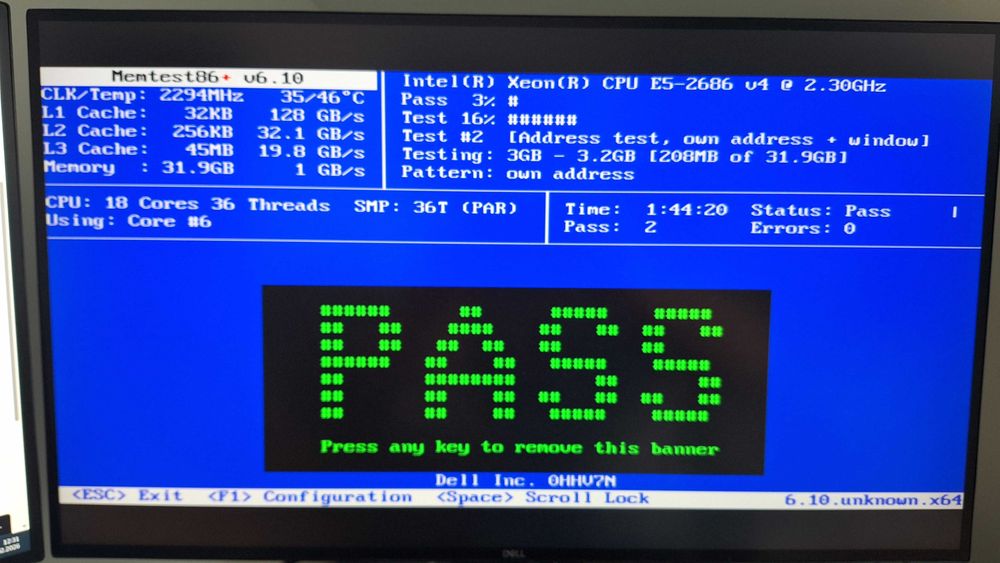 Memtest86+ v6.10
CLK/Temp: 2294MHz 35/46°C
L1 Cache: 32KB 128 GB/s
L2 Cache: 256KB 32.1 GB/s
L3 Cache: 45MB 19.8 GB/s
Memory : 31.9GB 1 GB/s
Intel(R) Xeon(R) CPU E5-2686 v4 @ 2.30GHz
Pass 3% #
Test 16% ######
Test #2 [Address test, own address + window]
Testing: 3GB - 3.2GB [208MB of 31.9GB]
Pattern: own address
CPU: 18 Cores 36 Threads SMP: 36T (PAR)
Using: Core #6
Time: 1:44:20 Status: Pass |
Pass: 2 Errors: 0
PASS
Press any key to remove this banner
Dell Inc. 0HHV7N
<ESC> Exit <F1> Configuration <Space> Scroll Lock 6.10.unknown.x64
DELL